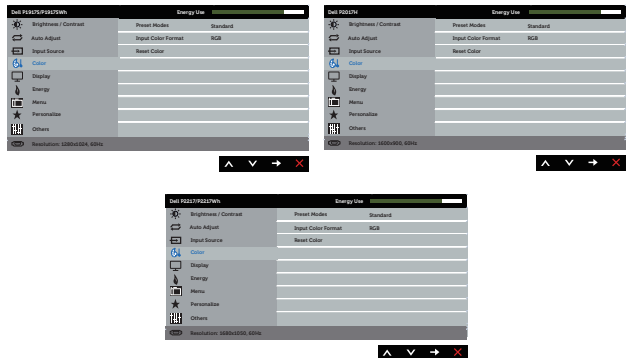 Dell P1917S/P1917SWh Energy Use
Brightness / Contrast Preset Modes Standard
Auto Adjust Input Color Format RGB
Input Source Reset Color
Color
Display
Energy
Menu
Personalize
Others
Resolution: 1280x1024, 60Hz
Dell P2017H Energy Use
Brightness / Contrast Preset Modes Standard
Auto Adjust Input Color Format RGB
Input Source Reset Color
Color
Display
Energy
Menu
Personalize
Others
Resolution: 1600x900, 60Hz
Dell P2217/P2217Wh Energy Use
Brightness / Contrast Preset Modes Standard
Auto Adjust Input Color Format RGB
Input Source Reset Color
Color
Display
Energy
Menu
Personalize
Others
Resolution: 1680x1050, 60Hz